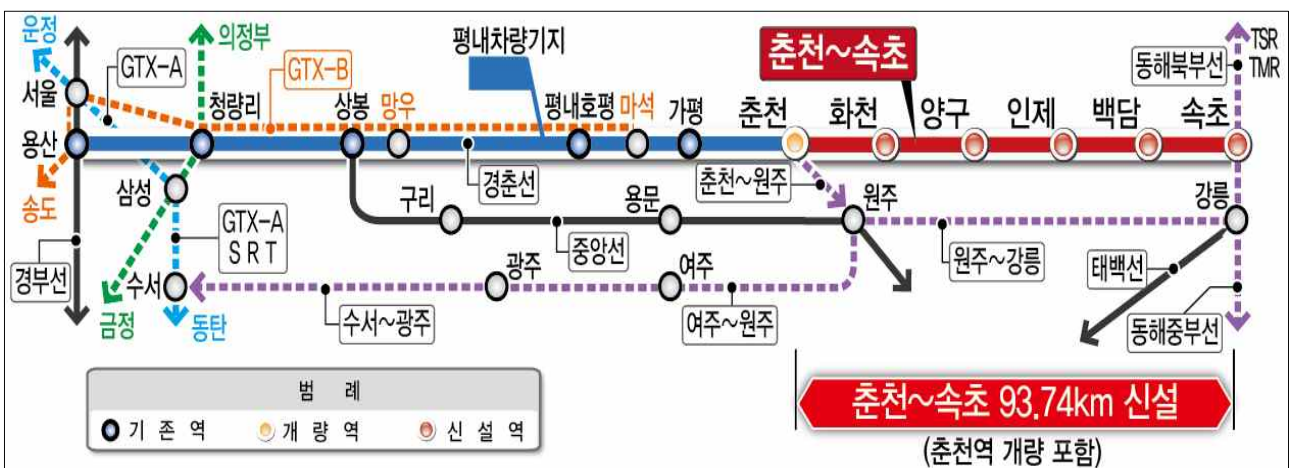 운정
GTX-A
의정부
GTX-B
평내차량기지
춘천~속초
동해북부선
TSR
TMR
서울
청량리
상봉
망우
평내호평
마석
가평
춘천
화천
양구
인제
백담
속초
용산
송도
삼성
경춘선
춘천~원주
구리
용문
원주
강릉
경부선
GTX-A
SRT
중앙선
원주~강릉
태백선
수서
광주
여주
금정
동탄
수서~광주
여주~원주
동해중부선
범 례
기 존 역
개 량 역
신 설 역
춘천~속초 93.74km 신설
(춘천역 개량 포함)